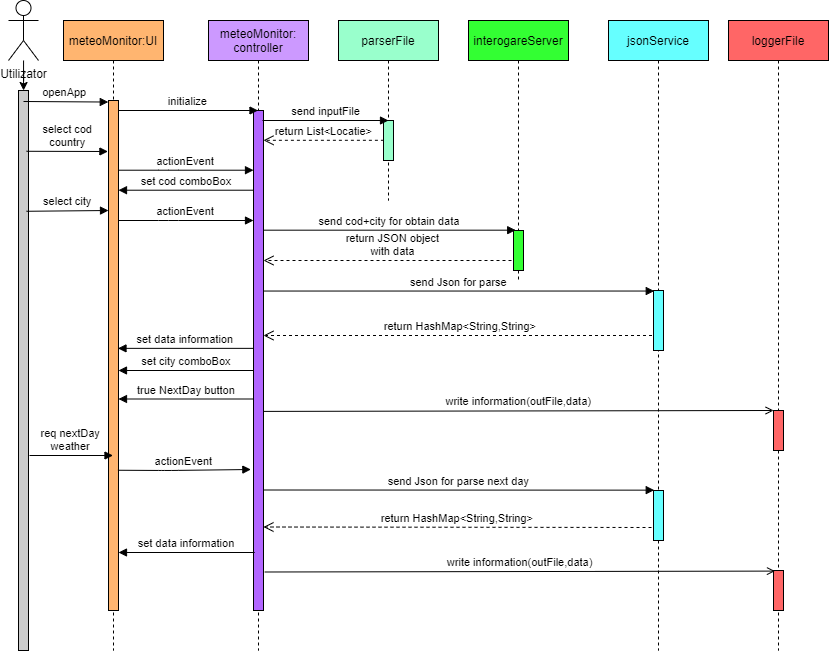 meteoMonitor:UI
meteoMonitor:
controller
parserFile
interogareServer
jsonService
loggerFile
Utilizator
openApp
initialize
send inputFile
return List<Locatie>
select cod
country
actionEvent
set cod comboBox
select city
actionEvent
send cod+city for obtain data
return JSON object
with data
send Json for parse
return HashMap<String,String>
set data information
set city comboBox
true NextDay button
write information(outFile,data)
req nextDay
weather
actionEvent
send Json for parse next day
return HashMap<String,String>
set data information
write information(outFile,data)